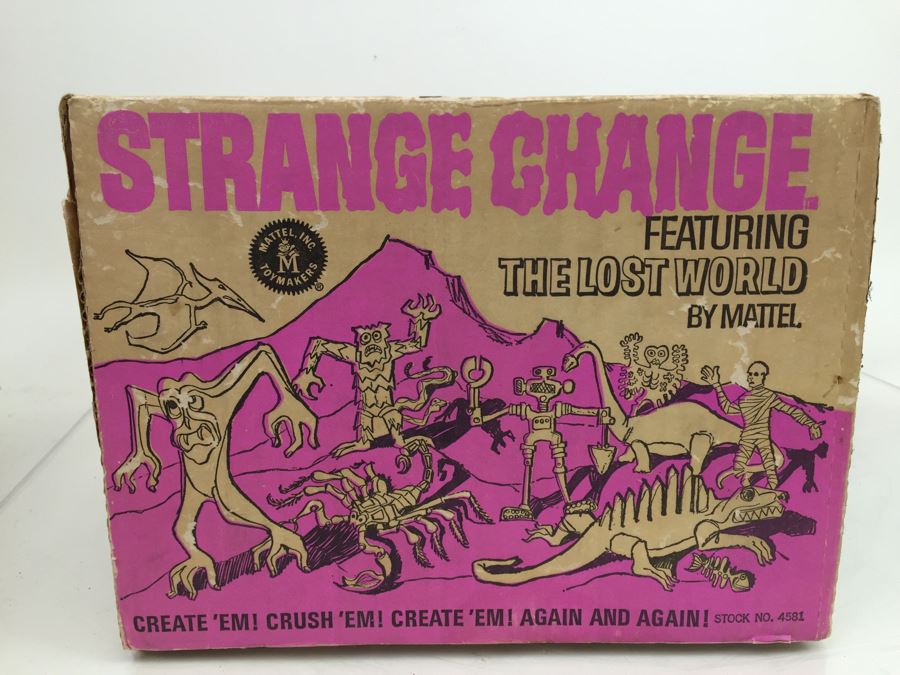 STRANGE CHANGE™
FEATURING
THE LOST WORLD
BY MATTEL®
MATTEL, INC.
M
TOYMAKERS ®
CREATE 'EM! CRUSH 'EM! CREATE 'EM! AGAIN AND AGAIN! STOCK NO. 4581